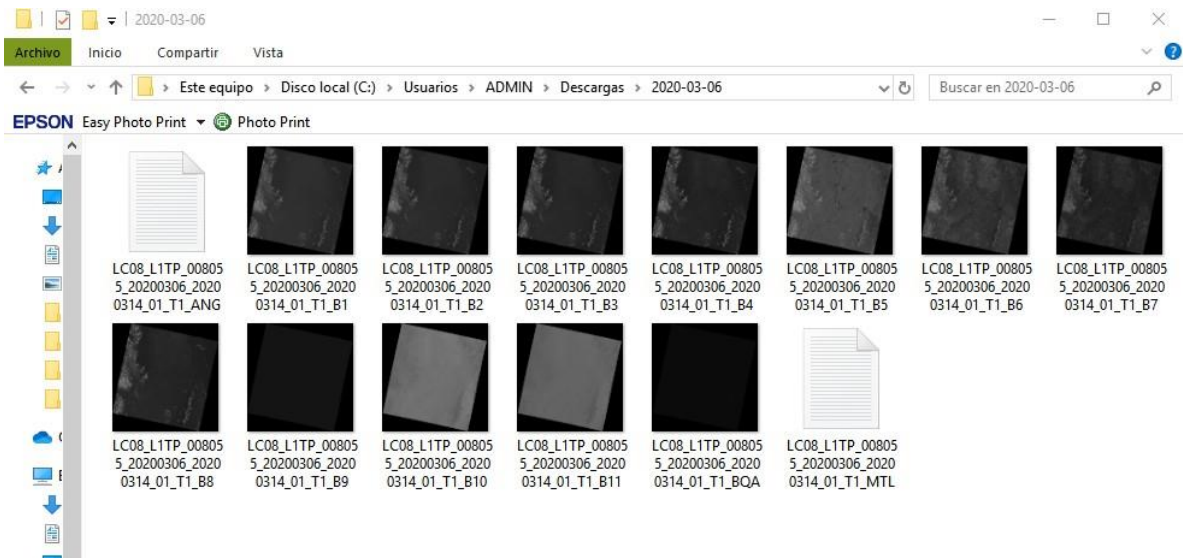 2020-03-06
Archivo Inicio Compartir Vista
Este equipo > Disco local (C:) > Usuarios > ADMIN > Descargas > 2020-03-06
Buscar en 2020-03-06
EPSON Easy Photo Print Photo Print
LC08_L1TP_00805
5_20200306_2020
0314_01_T1_ANG
LC08_L1TP_00805
5_20200306_2020
0314_01_T1_B1
LC08_L1TP_00805
5_20200306_2020
0314_01_T1_B2
LC08_L1TP_00805
5_20200306_2020
0314_01_T1_B3
LC08_L1TP_00805
5_20200306_2020
0314_01_T1_B4
LC08_L1TP_00805
5_20200306_2020
0314_01_T1_B5
LC08_L1TP_00805
5_20200306_2020
0314_01_T1_B6
LC08_L1TP_00805
5_20200306_2020
0314_01_T1_B7
LC08_L1TP_00805
5_20200306_2020
0314_01_T1_B8
LC08_L1TP_00805
5_20200306_2020
0314_01_T1_B9
LC08_L1TP_00805
5_20200306_2020
0314_01_T1_B10
LC08_L1TP_00805
5_20200306_2020
0314_01_T1_B11
LC08_L1TP_00805
5_20200306_2020
0314_01_T1_BQA
LC08_L1TP_00805
5_20200306_2020
0314_01_T1_MTL